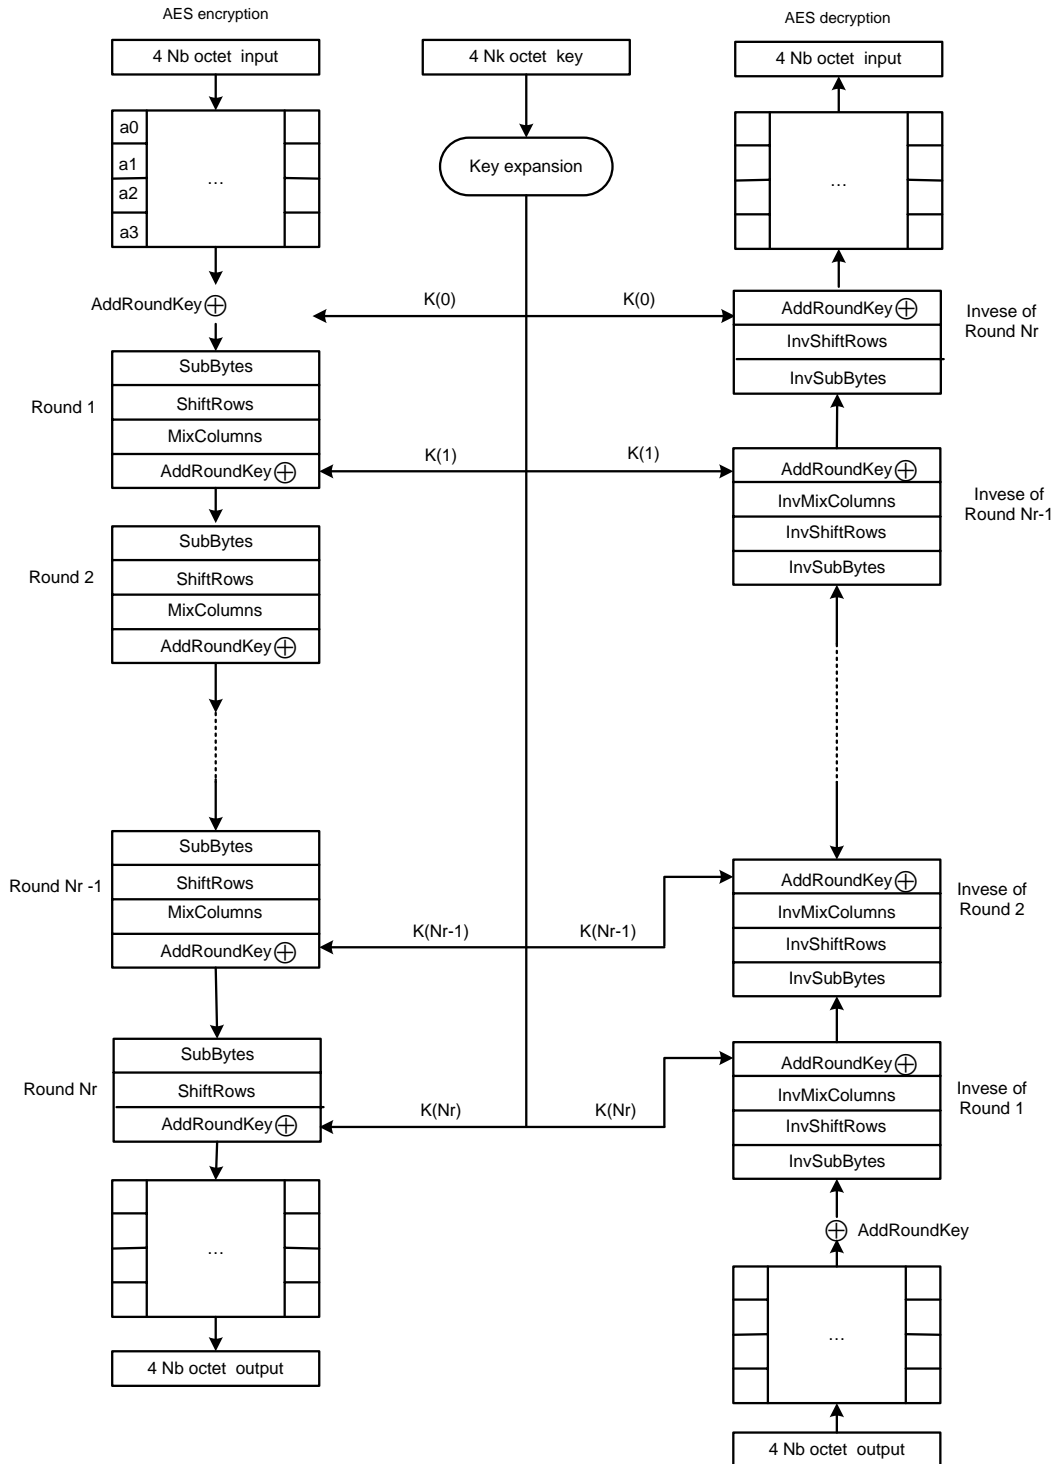 AES encryption
4 Nb octet input
a0
a1
a2
a3
...
AddRoundKey
Round 1
SubBytes
ShiftRows
MixColumns
AddRoundKey
Round 2
SubBytes
ShiftRows
MixColumns
AddRoundKey
Round Nr -1
SubBytes
ShiftRows
MixColumns
AddRoundKey
Round Nr
SubBytes
ShiftRows
AddRoundKey
...
4 Nb octet output
4 Nk octet key
Key expansion
K(0)
K(0)
K(1)
K(1)
K(Nr-1)
K(Nr-1)
K(Nr)
K(Nr)
AES decryption
4 Nb octet input
...
AddRoundKey
InvShiftRows
InvSubBytes
Invese of
Round Nr
AddRoundKey
InvMixColumns
InvShiftRows
InvSubBytes
Invese of
Round Nr-1
AddRoundKey
InvMixColumns
InvShiftRows
InvSubBytes
Invese of
Round 2
AddRoundKey
InvMixColumns
InvShiftRows
InvSubBytes
Invese of
Round 1
AddRoundKey
...
4 Nb octet output